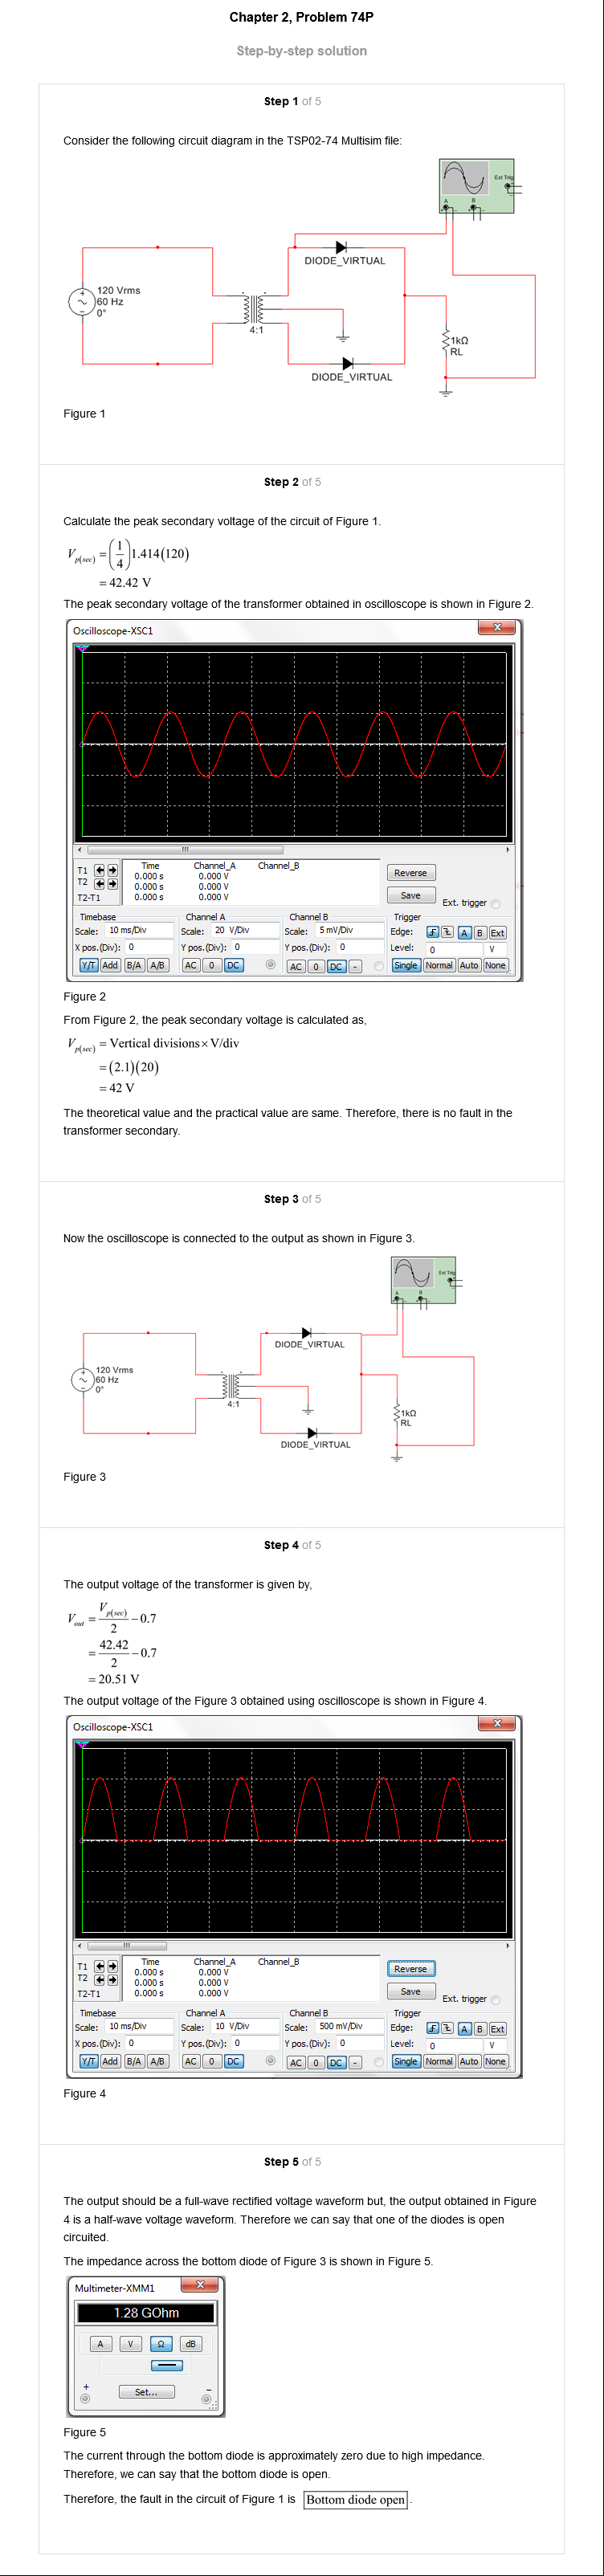 Chapter 2, Problem 74P
Step-by-step solution
Step 1 of 5
Consider the following circuit diagram in the TSP02-74 Multisim file:
Ext Trig
A B
DIODE_VIRTUAL
120 Vrms
60 Hz
0°
4:1
1kΩ
RL
DIODE_VIRTUAL
Figure 1
Step 2 of 5
Calculate the peak secondary voltage of the circuit of Figure 1.
V_{p(sec)} = (1/4) 1.414(120)
= 42.42 V
The peak secondary voltage of the transformer obtained in oscilloscope is shown in Figure 2.
Oscilloscope-XSC1
Time Channel_A Channel_B
T1 0.000 s 0.000 V
T2 0.000 s 0.000 V
T2-T1 0.000 s 0.000 V
Reverse
Save
Ext. trigger
Timebase Channel A Channel B Trigger
Scale: 10 ms/Div Scale: 20 V/Div Scale: 5 mV/Div Edge: A B Ext
X pos.(Div): 0 Y pos.(Div): 0 Y pos.(Div): 0 Level: 0 V
Y/T Add B/A A/B AC 0 DC AC 0 DC - Single Normal Auto None
Figure 2
From Figure 2, the peak secondary voltage is calculated as,
V_{p(sec)} = Vertical divisions × V/div
= (2.1)(20)
= 42 V
The theoretical value and the practical value are same. Therefore, there is no fault in the
transformer secondary.
Step 3 of 5
Now the oscilloscope is connected to the output as shown in Figure 3.
Ext Trig
A B
DIODE_VIRTUAL
120 Vrms
60 Hz
0°
4:1
1kΩ
RL
DIODE_VIRTUAL
Figure 3
Step 4 of 5
The output voltage of the transformer is given by,
V_{out} = V_{p(sec)}/2 − 0.7
= 42.42/2 − 0.7
= 20.51 V
The output voltage of the Figure 3 obtained using oscilloscope is shown in Figure 4.
Oscilloscope-XSC1
Time Channel_A Channel_B
T1 0.000 s 0.000 V
T2 0.000 s 0.000 V
T2-T1 0.000 s 0.000 V
Reverse
Save
Ext. trigger
Timebase Channel A Channel B Trigger
Scale: 10 ms/Div Scale: 10 V/Div Scale: 500 mV/Div Edge: A B Ext
X pos.(Div): 0 Y pos.(Div): 0 Y pos.(Div): 0 Level: 0 V
Y/T Add B/A A/B AC 0 DC AC 0 DC - Single Normal Auto None
Figure 4
Step 5 of 5
The output should be a full-wave rectified voltage waveform but, the output obtained in Figure
4 is a half-wave voltage waveform. Therefore we can say that one of the diodes is open
circuited.
The impedance across the bottom diode of Figure 3 is shown in Figure 5.
Multimeter-XMM1
1.28 GOhm
A V Ω dB
+ Set... −
Figure 5
The current through the bottom diode is approximately zero due to high impedance.
Therefore, we can say that the bottom diode is open.
Therefore, the fault in the circuit of Figure 1 is Bottom diode open.